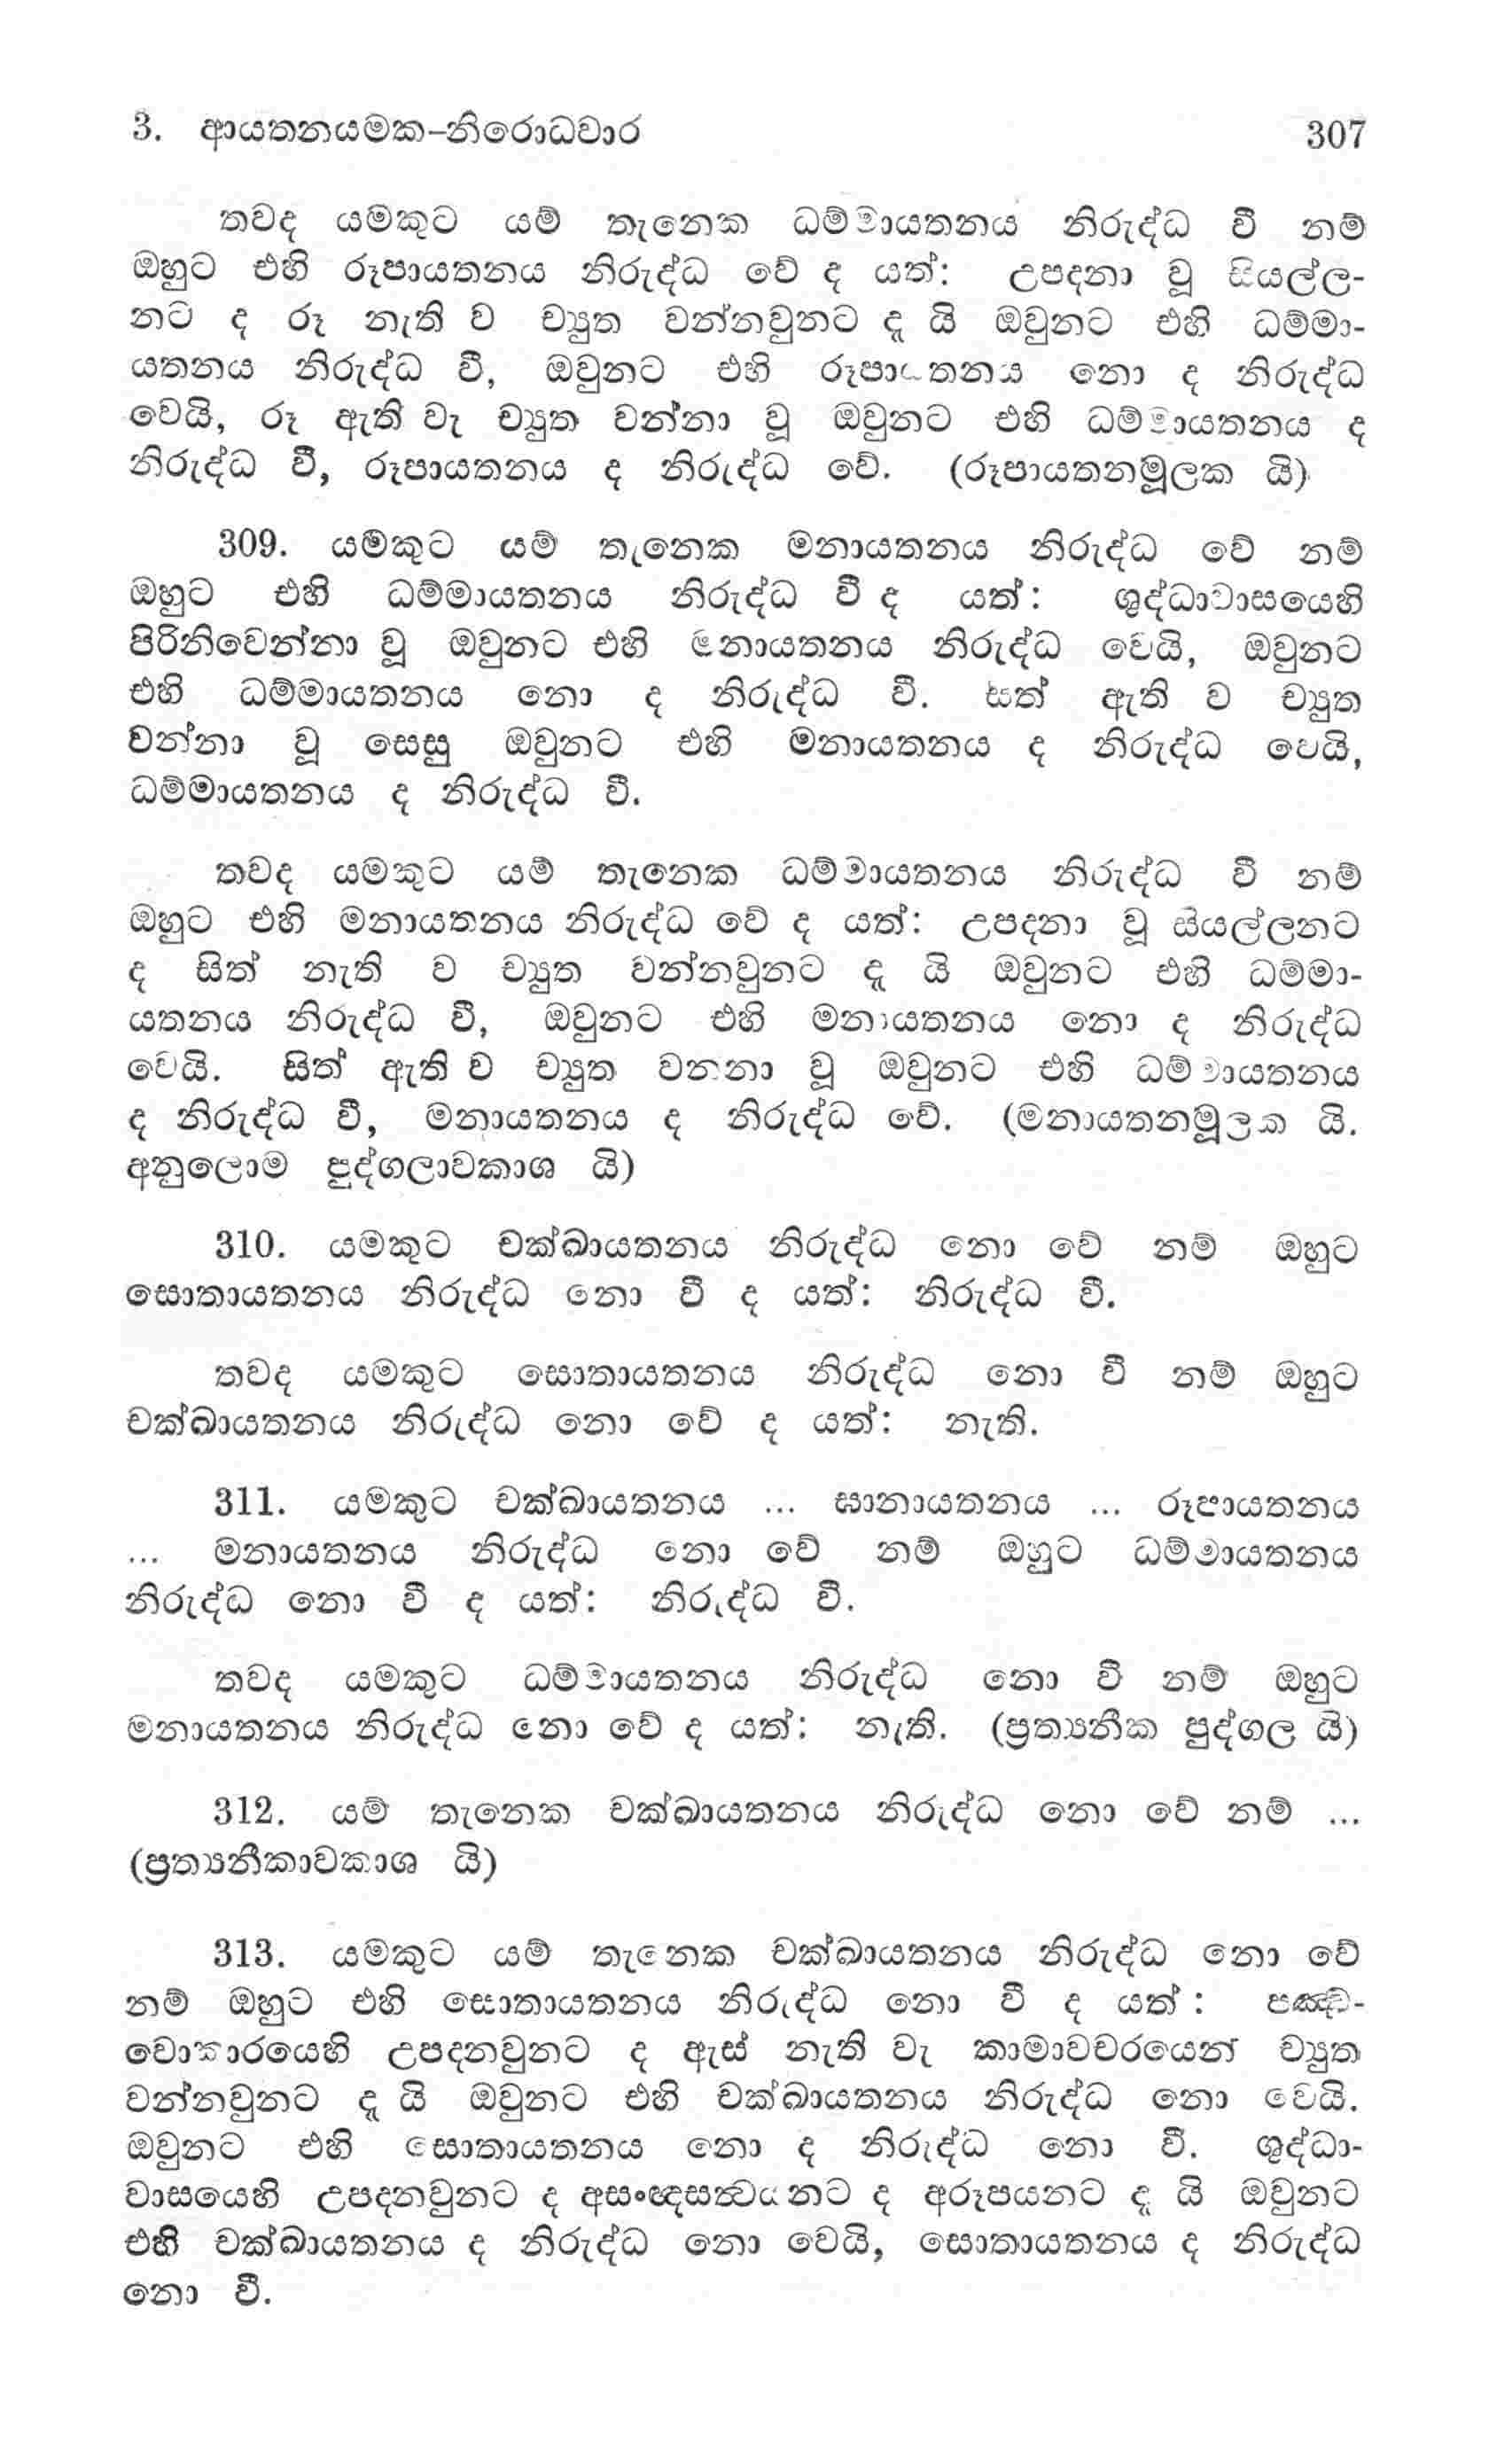 3. ආයතනයමක–නිරොධවාර 307
තවද යමකුට යම් තැනෙක ධම්මායතනය නිරුද්ධ වී නම්
ඔහුට එහි රූපායතනය නිරුද්ධ වේ ද යත්: උපදනා වූ සියල්ල-
නට ද රූ නැති ව ච්‍යුත වන්නවුනට ද යි ඔවුනට එහි ධම්මා-
යතනය නිරුද්ධ වී, ඔවුනට එහි රූපායතනය නො ද නිරුද්ධ
වෙයි, රූ ඇති වැ ච්‍යුත වන්නා වූ ඔවුනට එහි ධම්මායතනය ද
නිරුද්ධ වී, රූපායතනය ද නිරුද්ධ වේ. (රූපායතනමූලක යි)
309. යමකුට යම් තැනෙක මනායතනය නිරුද්ධ වේ නම්
ඔහුට එහි ධම්මායතනය නිරුද්ධ වී ද යත්: ශුද්ධාවාසයෙහි
පිරිනිවෙන්නා වූ ඔවුනට එහි මනායතනය නිරුද්ධ වෙයි, ඔවුනට
එහි ධම්මායතනය නො ද නිරුද්ධ වී. සත් ඇති ව ච්‍යුත
වන්නා වූ සෙසු ඔවුනට එහි මනායතනය ද නිරුද්ධ වෙයි,
ධම්මායතනය ද නිරුද්ධ වී.
තවද යමකුට යම් තැනෙක ධම්මායතනය නිරුද්ධ වී නම්
ඔහුට එහි මනායතනය නිරුද්ධ වේ ද යත්: උපදනා වූ සියල්ලනට
ද සිත් නැති ව ච්‍යුත වන්නවුනට ද යි ඔවුනට එහි ධම්මා-
යතනය නිරුද්ධ වී, ඔවුනට එහි මනායතනය නො ද නිරුද්ධ
වෙයි. සිත් ඇති ව ච්‍යුත වනනා වූ ඔවුනට එහි ධම්මායතනය
ද නිරුද්ධ වී, මනායතනය ද නිරුද්ධ වේ. (මනායතනමූලක යි.
අනුලොම පුද්ගලාවකාශ යි)
310. යමකුට චක්ඛායතනය නිරුද්ධ නො වේ නම් ඔහුට
සොතායතනය නිරුද්ධ නො වී ද යත්: නිරුද්ධ වී.
තවද යමකුට සොතායතනය නිරුද්ධ නො වී නම් ඔහුට
චක්ඛායතනය නිරුද්ධ නො වේ ද යත්: නැති.
311. යමකුට චක්ඛායතනය ... ඝානායතනය ... රූපායතනය
... මනායතනය නිරුද්ධ නො වේ නම් ඔහුට ධම්මායතනය
නිරුද්ධ නො වී ද යත්: නිරුද්ධ වී.
තවද යමකුට ධම්මායතනය නිරුද්ධ නො වී නම් ඔහුට
මනායතනය නිරුද්ධ නො වේ ද යත්: නැති. (ප්‍රත්‍යනීක පුද්ගල යි)
312. යම් තැනෙක චක්ඛායතනය නිරුද්ධ නො වේ නම් ...
(ප්‍රත්‍යනීකාවකාශ යි)
313. යමකුට යම් තැනෙක චක්ඛායතනය නිරුද්ධ නො වේ
නම් ඔහුට එහි සොතායතනය නිරුද්ධ නො වී ද යත්: පඤ්ච-
වොකාරයෙහි උපදනවුනට ද ඇස් නැති වැ කාමාවචරයෙන් ච්‍යුත
වන්නවුනට ද යි ඔවුනට එහි චක්ඛායතනය නිරුද්ධ නො වෙයි.
ඔවුනට එහි සොතායතනය නො ද නිරුද්ධ නො වී. ශුද්ධා-
වාසයෙහි උපදනවුනට ද අසංඥසත්වයනට ද අරූපයනට ද යි ඔවුනට
එහි චක්ඛායතනය ද නිරුද්ධ නො වෙයි, සොතායතනය ද නිරුද්ධ
නො වී.